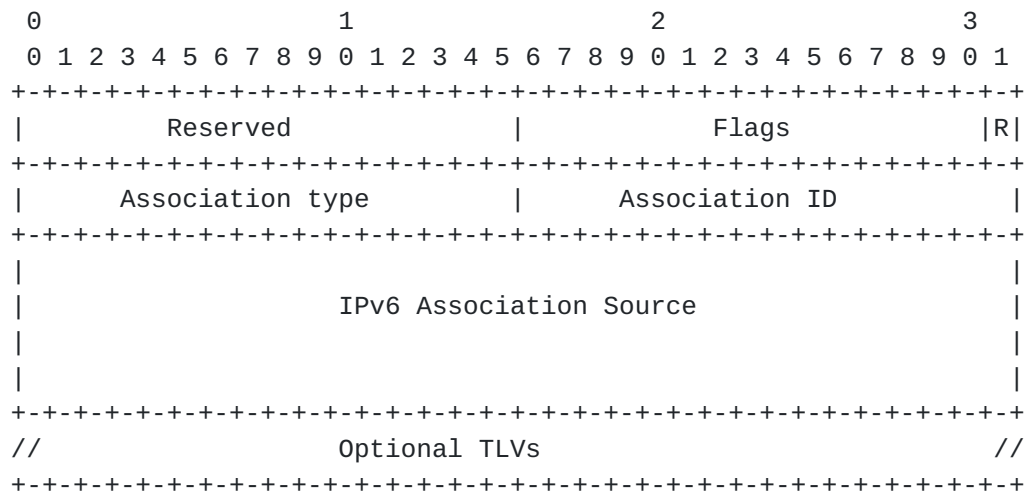 0                   1                   2                   3
 0 1 2 3 4 5 6 7 8 9 0 1 2 3 4 5 6 7 8 9 0 1 2 3 4 5 6 7 8 9 0 1
+-+-+-+-+-+-+-+-+-+-+-+-+-+-+-+-+-+-+-+-+-+-+-+-+-+-+-+-+-+-+-+-+
|         Reserved              |            Flags            |R|
+-+-+-+-+-+-+-+-+-+-+-+-+-+-+-+-+-+-+-+-+-+-+-+-+-+-+-+-+-+-+-+-+
|      Association type         |      Association ID           |
+-+-+-+-+-+-+-+-+-+-+-+-+-+-+-+-+-+-+-+-+-+-+-+-+-+-+-+-+-+-+-+-+
|                                                               |
|                    IPv6 Association Source                    |
|                                                               |
|                                                               |
+-+-+-+-+-+-+-+-+-+-+-+-+-+-+-+-+-+-+-+-+-+-+-+-+-+-+-+-+-+-+-+-+
//                   Optional TLVs                             //
+-+-+-+-+-+-+-+-+-+-+-+-+-+-+-+-+-+-+-+-+-+-+-+-+-+-+-+-+-+-+-+-+